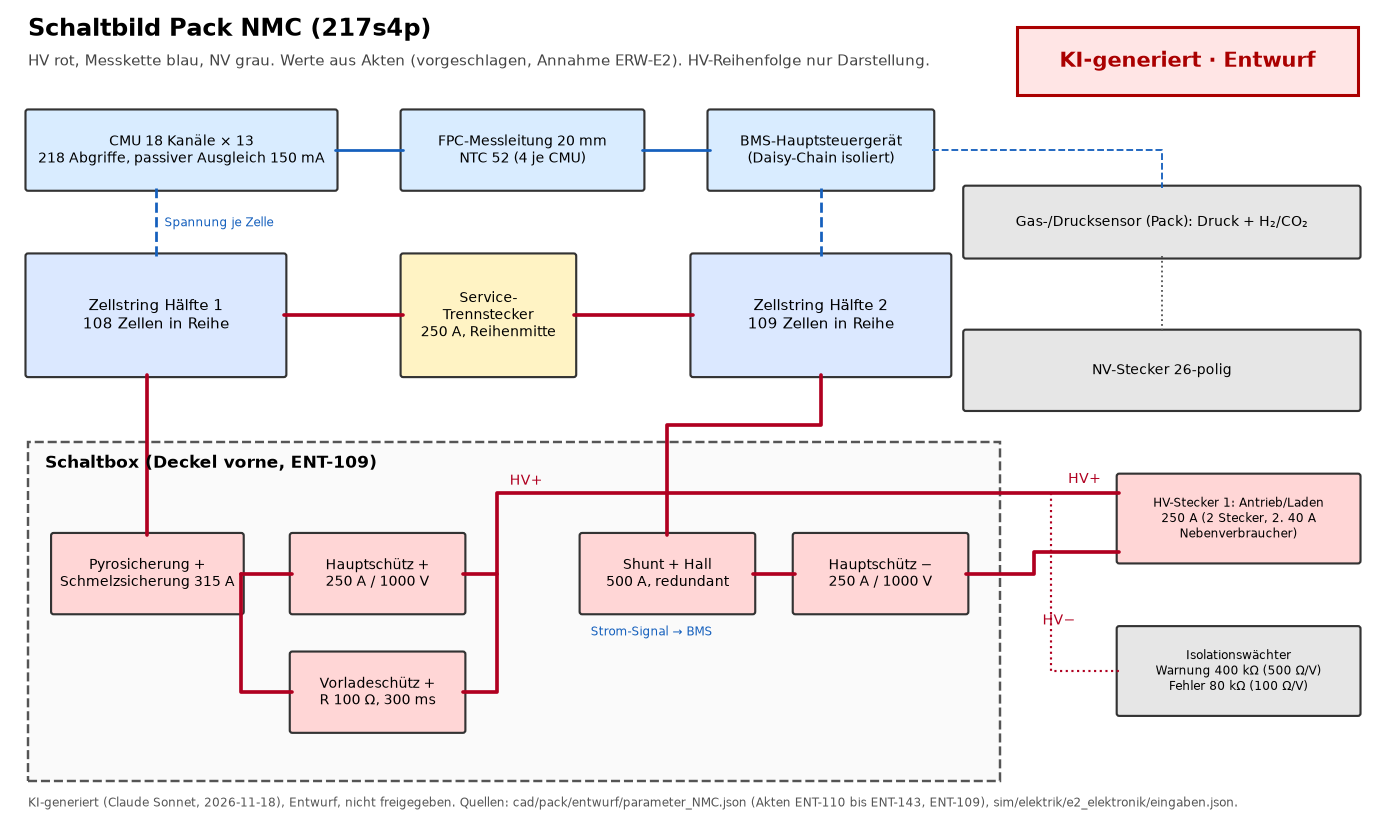 Schaltbild Pack NMC (217s4p)
HV rot, Messkette blau, NV grau. Werte aus Akten (vorgeschlagen, Annahme ERW-E2). HV-Reihenfolge nur Darstellung.
KI-generiert · Entwurf
CMU 18 Kanäle × 13
218 Abgriffe, passiver Ausgleich 150 mA
FPC-Messleitung 20 mm
NTC 52 (4 je CMU)
BMS-Hauptsteuergerät
(Daisy-Chain isoliert)
Gas-/Drucksensor (Pack): Druck + H₂/CO₂
Spannung je Zelle
Zellstring Hälfte 1
108 Zellen in Reihe
Service-
Trennstecker
250 A, Reihenmitte
Zellstring Hälfte 2
109 Zellen in Reihe
NV-Stecker 26-polig
Schaltbox (Deckel vorne, ENT-109)
HV+
HV+
HV-Stecker 1: Antrieb/Laden
250 A (2 Stecker, 2. 40 A
Nebenverbraucher)
Pyrosicherung +
Schmelzsicherung 315 A
Hauptschütz +
250 A / 1000 V
Shunt + Hall
500 A, redundant
Hauptschütz −
250 A / 1000 V
Strom-Signal → BMS
HV−
Vorladeschütz +
R 100 Ω, 300 ms
Isolationswächter
Warnung 400 kΩ (500 Ω/V)
Fehler 80 kΩ (100 Ω/V)
KI-generiert (Claude Sonnet, 2026-11-18), Entwurf, nicht freigegeben. Quellen: cad/pack/entwurf/parameter_NMC.json (Akten ENT-110 bis ENT-143, ENT-109), sim/elektrik/e2_elektronik/eingaben.json.